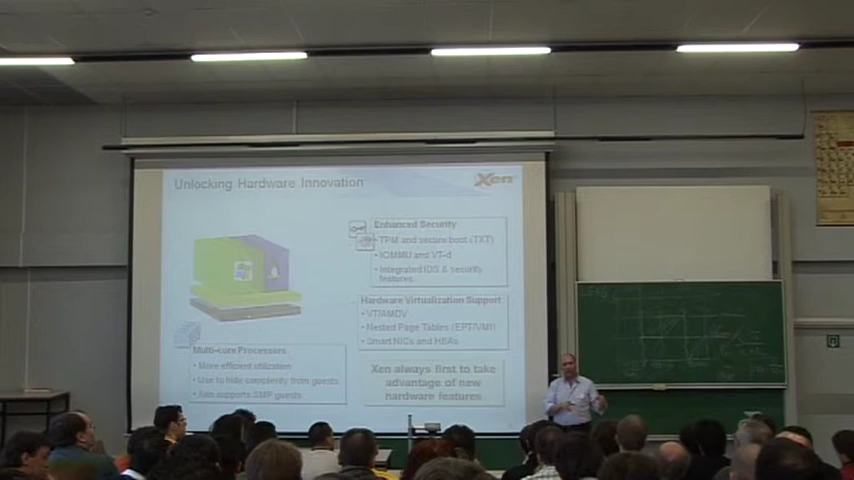 Unlocking Hardware Innovation
Xen
Enhanced Security
• TPM and secure boot (TXT)
• IOMMU and VT-d
• Integrated IDS & security
features
Hardware Virtualization Support
• VT/AMDV
• Nested Page Tables (EPT/VMI)
• Smart NICs and HBAs
Multi-core Processors
• More efficient utilization
• Use to hide complexity from guests
• Xen supports SMP guests
Xen always first to take
advantage of new
hardware features